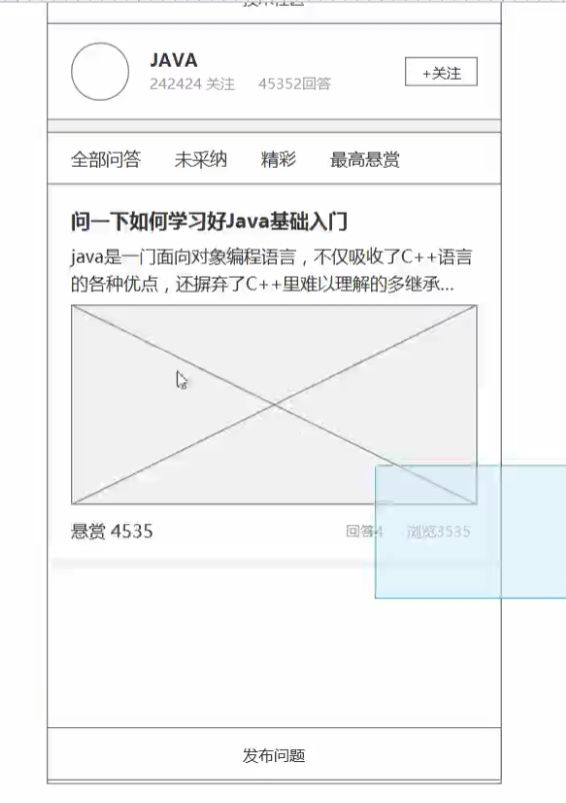 JAVA
242424 关注 45352回答
+关注
全部问答 未采纳 精彩 最高悬赏
问一下如何学习好Java基础入门
java是一门面向对象编程语言，不仅吸收了C++语言
的各种优点，还摒弃了C++里难以理解的多继承...
悬赏 4535 回答4 浏览3535
发布问题